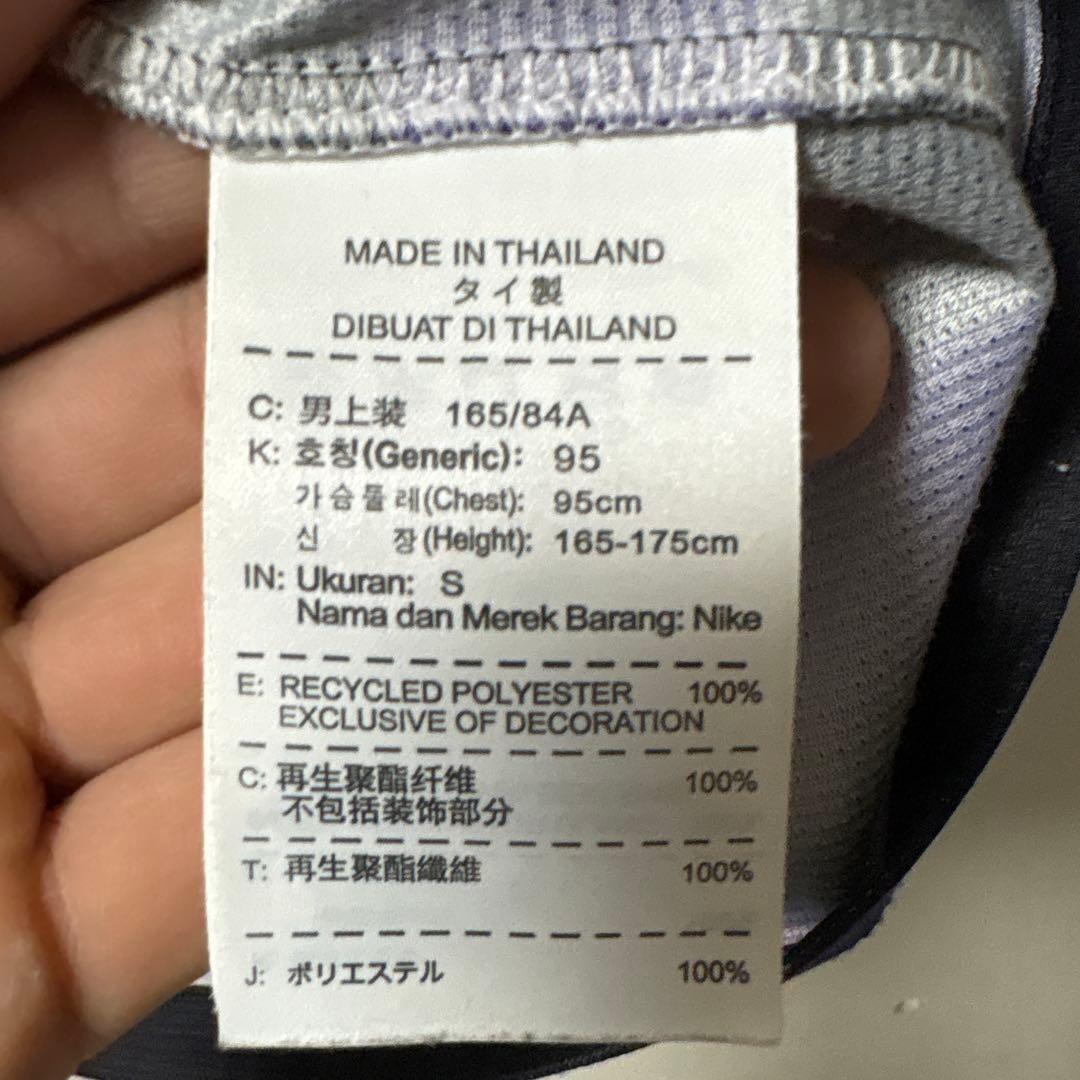 MADE IN THAILAND
タイ製
DIBUAT DI THAILAND
C: 男上装 165/84A
K: 호칭(Generic): 95
가슴둘레(Chest): 95cm
신 장(Height): 165-175cm
IN: Ukuran: S
Nama dan Merek Barang: Nike
E: RECYCLED POLYESTER 100%
EXCLUSIVE OF DECORATION
C: 再生聚酯纤维 100%
不包括装饰部分
T: 再生聚酯纖維 100%
J: ポリエステル 100%